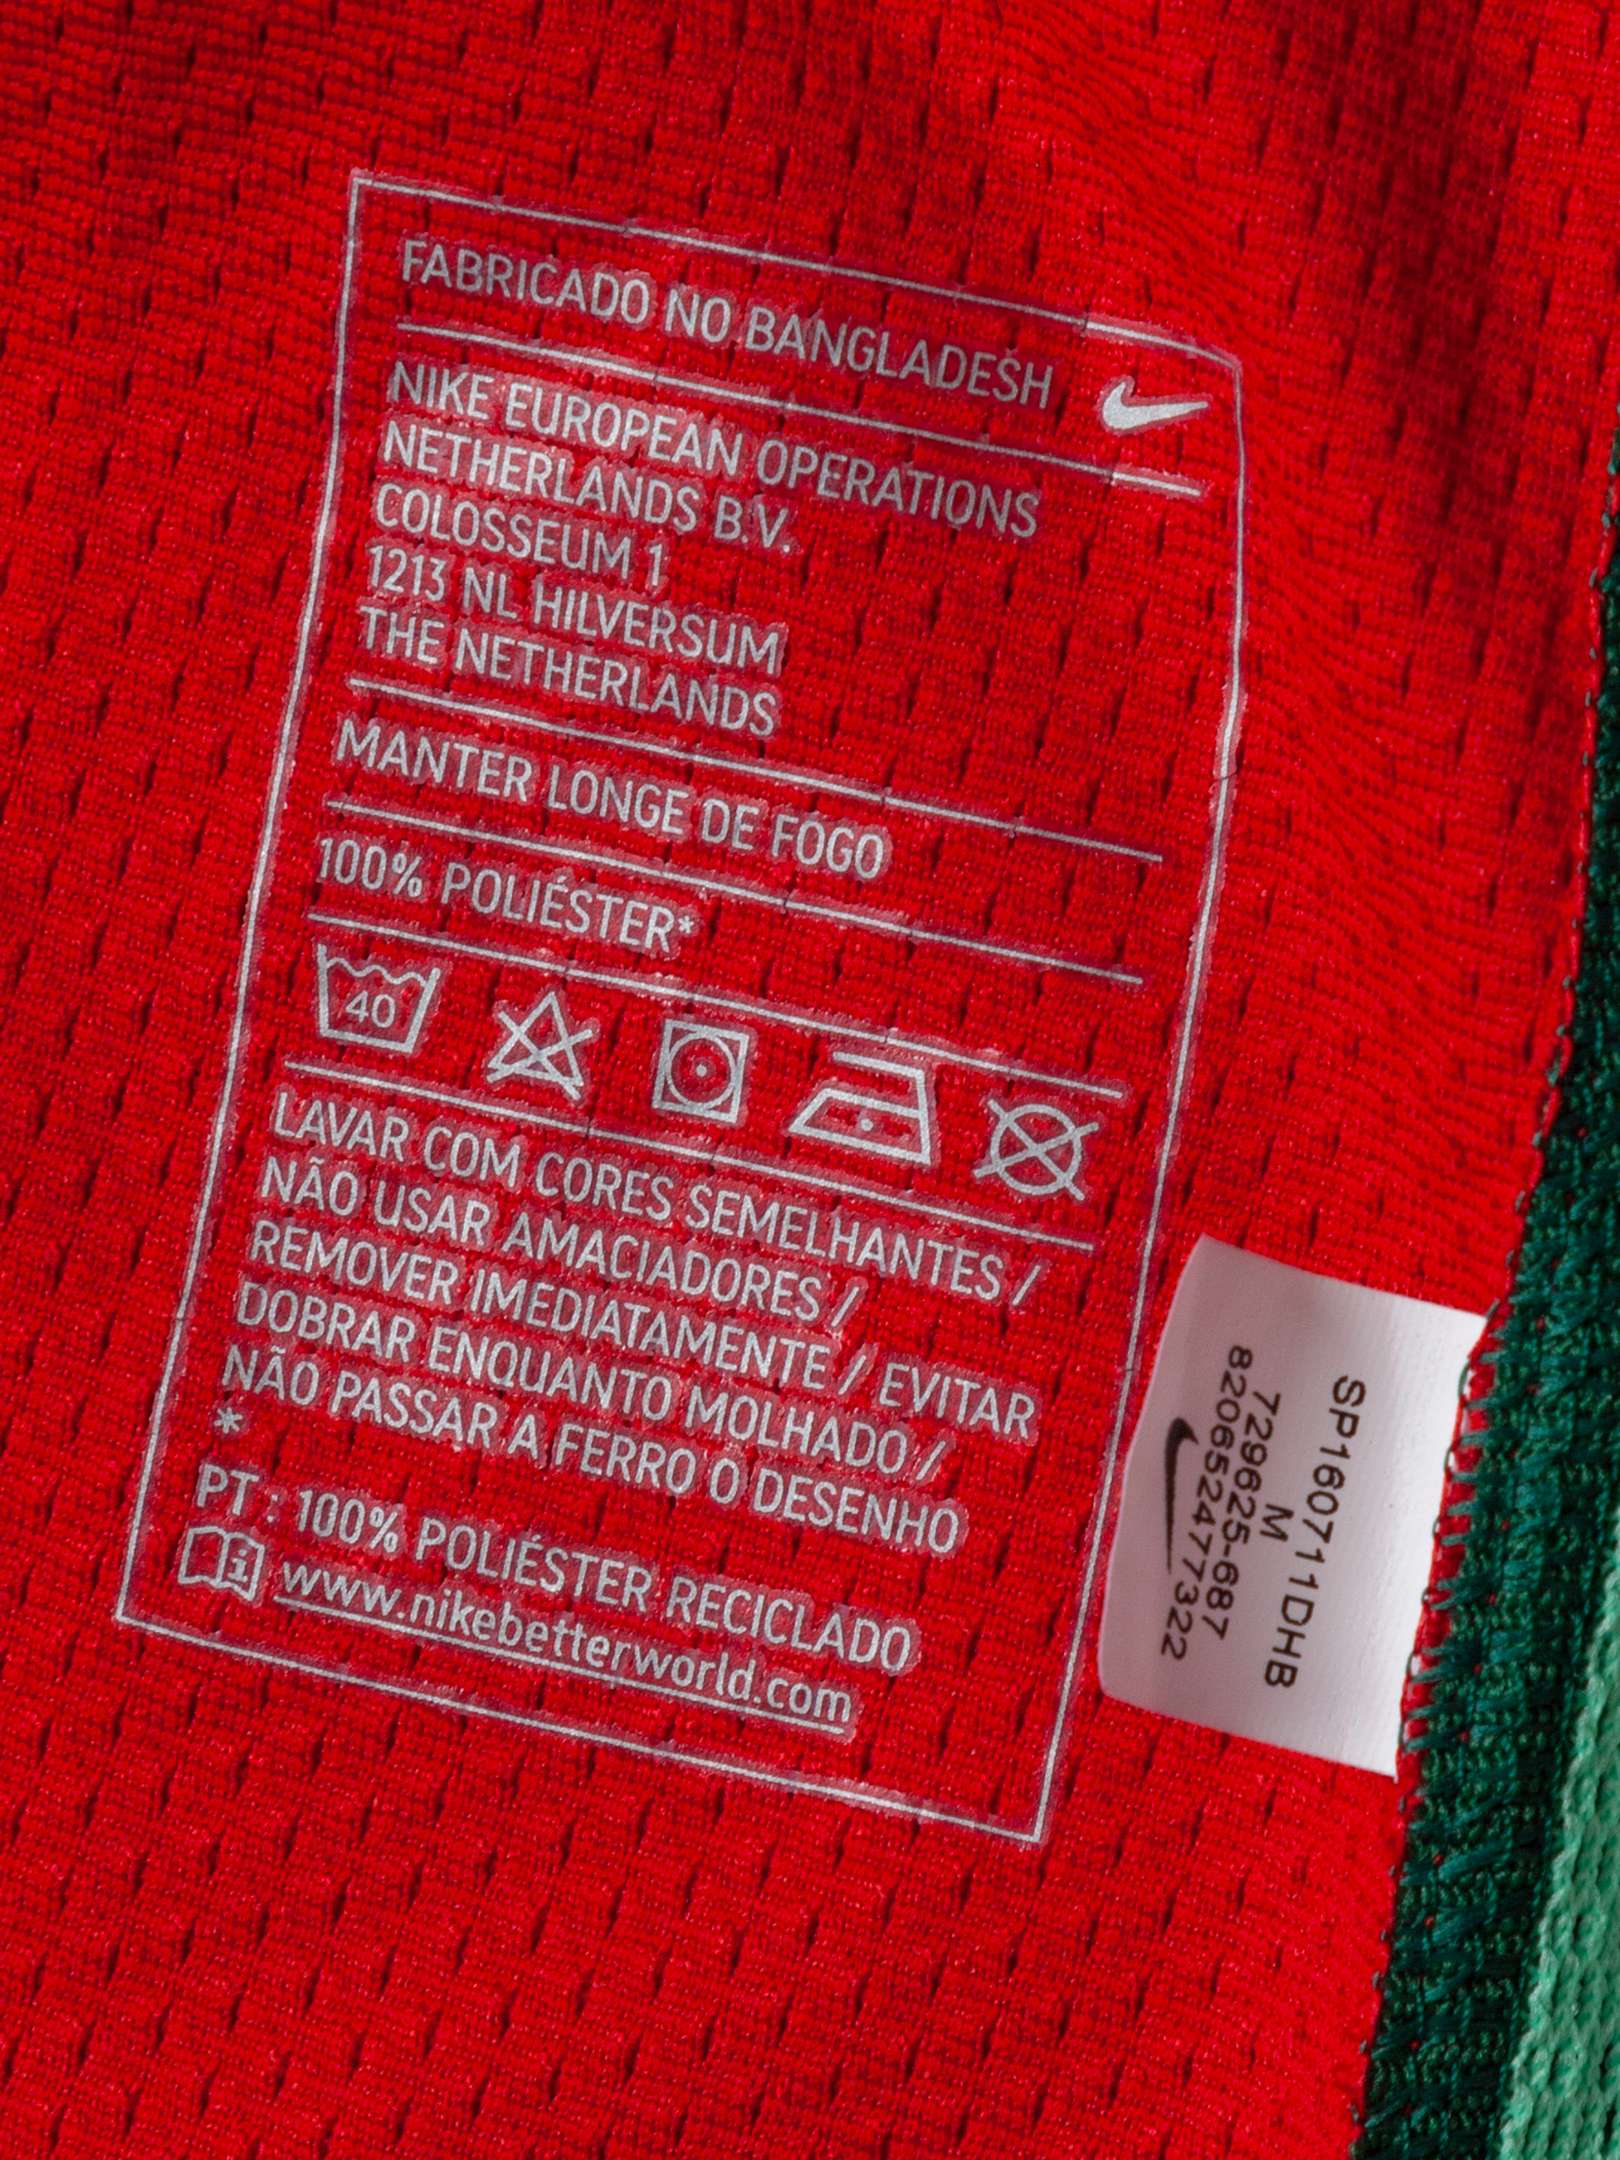 FABRICADO NO BANGLADESH
NIKE EUROPEAN OPERATIONS
NETHERLANDS B.V.
COLOSSEUM 1
1213 NL HILVERSUM
THE NETHERLANDS
MANTER LONGE DE FOGO
100% POLIÉSTER*
40
LAVAR COM CORES SEMELHANTES /
NÃO USAR AMACIADORES /
REMOVER IMEDIATAMENTE / EVITAR
DOBRAR ENQUANTO MOLHADO /
NÃO PASSAR A FERRO O DESENHO
*
PT : 100% POLIÉSTER RECICLADO
i www.nikebetterworld.com
SP160711DHB
M
729625-687
82065247​7322